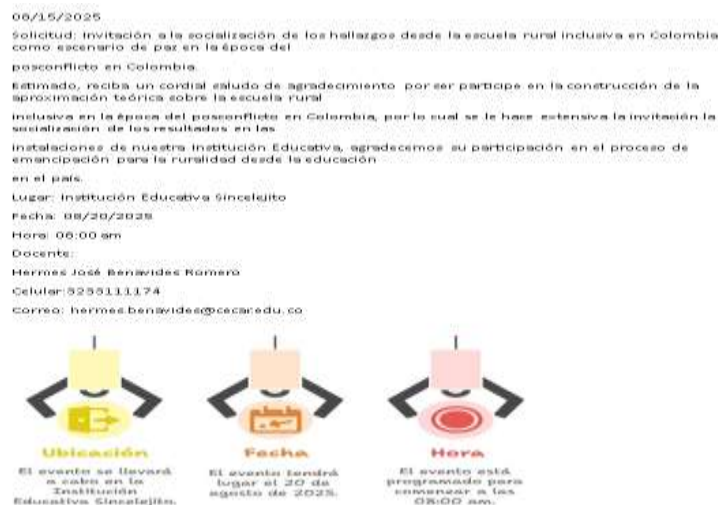 08/15/2025
Solicitud: Invitación a la socialización de los hallazgos desde la escuela rural inclusiva en Colombia
como escenario de paz en la época del
posconflicto en Colombia.
Estimado, reciba un cordial saludo de agradecimiento por ser participe en la construcción de la
aproximación teórica sobre la escuela rural
inclusiva en la época del posconflicto en Colombia, por lo cual se le hace extensiva la invitación la
socialización de los resultados en las
instalaciones de nuestra Institución Educativa, agradecemos su participación en el proceso de
emancipación para la ruralidad desde la educación
en el país.
Lugar: Institución Educativa Sincelejito
Fecha: 08/20/2025
Hora: 08:00 am
Docente:
Hermes José Benavides Romero
Celular:3233111174
Correo: hermes.benavides@cecar.edu.co
Ubicación
El evento se llevará
a cabo en la
Institución
Educativa Sincelejito.
Fecha
El evento tendrá
lugar el 20 de
agosto de 2025.
Hora
El evento está
programado para
comenzar a las
08:00 am.